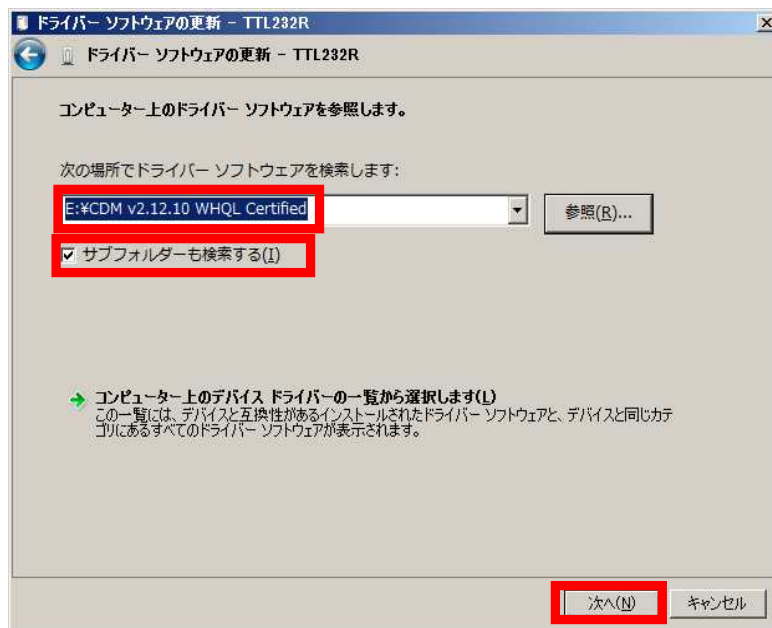 ドライバー ソフトウェアの更新 - TTL232R
ドライバー ソフトウェアの更新 - TTL232R
コンピューター上のドライバー ソフトウェアを参照します。
次の場所でドライバー ソフトウェアを検索します:
E:¥CDM v2.12.10 WHQL Certified
参照(R)...
サブフォルダーも検索する(I)
コンピューター上のデバイス ドライバーの一覧から選択します(L)
この一覧には、デバイスと互換性があるインストールされたドライバー ソフトウェアと、デバイスと同じカテ
ゴリにあるすべてのドライバー ソフトウェアが表示されます。
次へ(N)
キャンセル